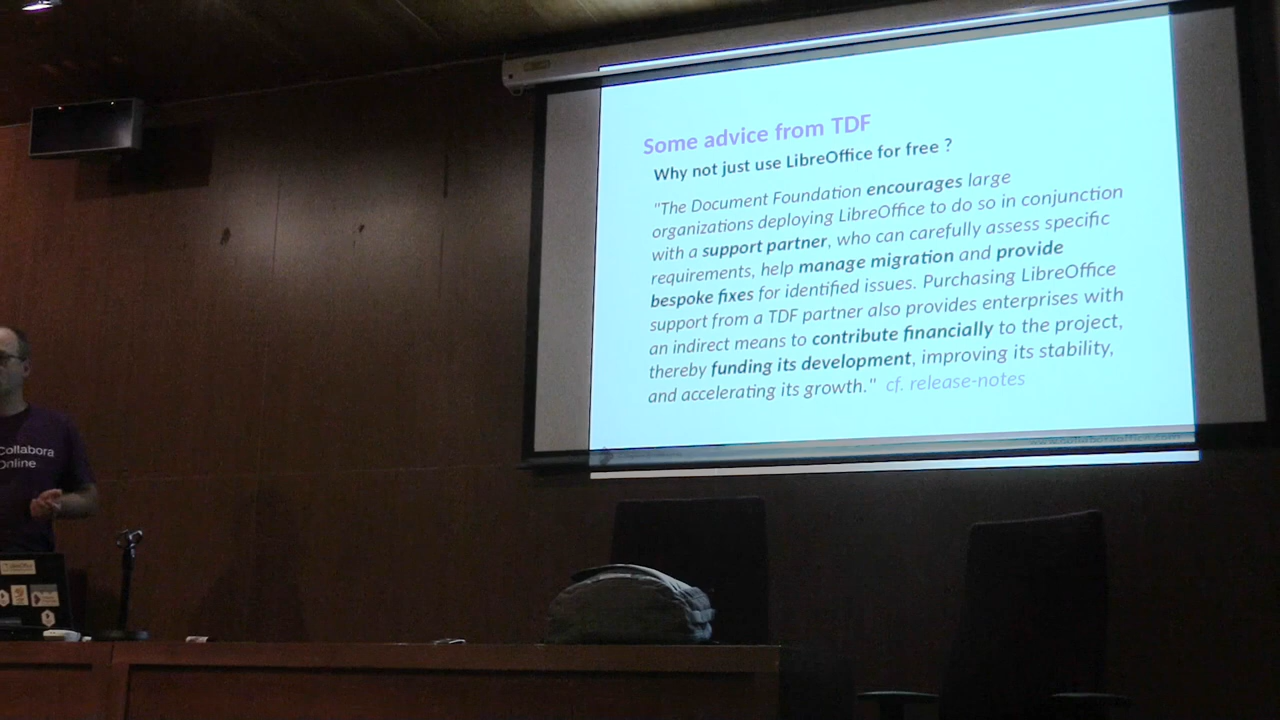 Some advice from TDF
Why not just use LibreOffice for free ?
"The Document Foundation encourages large
organizations deploying LibreOffice to do so in conjunction
with a support partner, who can carefully assess specific
requirements, help manage migration and provide
bespoke fixes for identified issues. Purchasing LibreOffice
support from a TDF partner also provides enterprises with
an indirect means to contribute financially to the project,
thereby funding its development, improving its stability,
and accelerating its growth." cf. release-notes
Collabora
Online